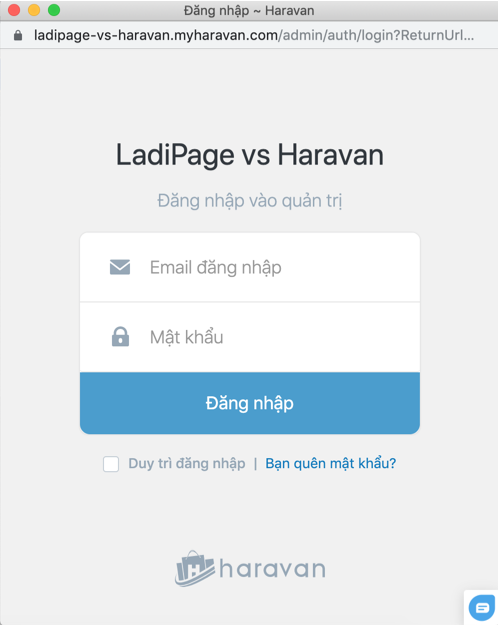 Đăng nhập ~ Haravan
ladipage-vs-haravan.myharavan.com/admin/auth/login?ReturnUrl...
LadiPage vs Haravan
Đăng nhập vào quản trị
Email đăng nhập
Mật khẩu
Đăng nhập
Duy trì đăng nhập | Bạn quên mật khẩu?
H haravan